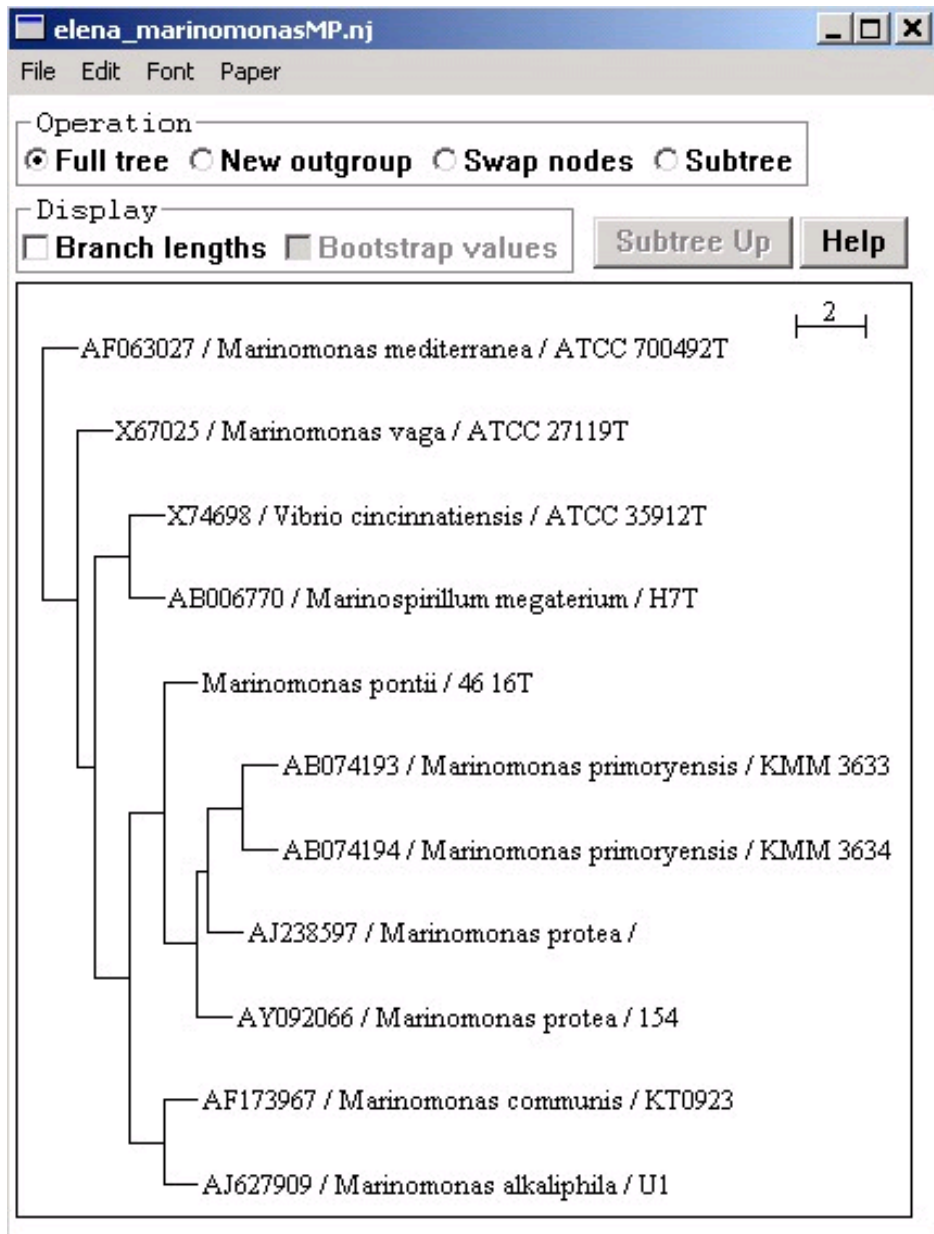 elena_marinomonasMP.nj
File Edit Font Paper
Operation
Full tree New outgroup Swap nodes Subtree
Display
Branch lengths Bootstrap values Subtree Up Help
2
AF063027 / Marinomonas mediterranea / ATCC 700492T
X67025 / Marinomonas vaga / ATCC 27119T
X74698 / Vibrio cincinnatiensis / ATCC 35912T
AB006770 / Marinospirillum megaterium / H7T
Marinomonas pontii / 46 16T
AB074193 / Marinomonas primoryensis / KMM 3633
AB074194 / Marinomonas primoryensis / KMM 3634
AJ238597 / Marinomonas protea /
AY092066 / Marinomonas protea / 154
AF173967 / Marinomonas communis / KT0923
AJ627909 / Marinomonas alkaliphila / U1